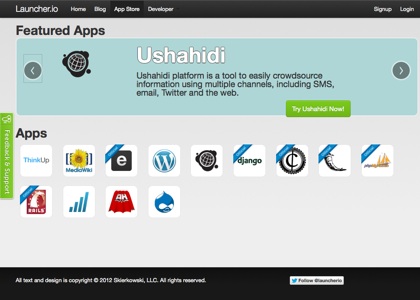 Launcher.io Home Blog App Store Developer Signup Login
Featured Apps
Ushahidi
Ushahidi platform is a tool to easily crowdsource
information using multiple channels, including SMS,
email, Twitter and the web.
Try Ushahidi Now!
Feedback & Support
Apps
ThinkUp
MediaWiki
django
RAILS
All text and design is copyright © 2012 Skierkowski, LLC. All rights reserved.
Follow @launcherio